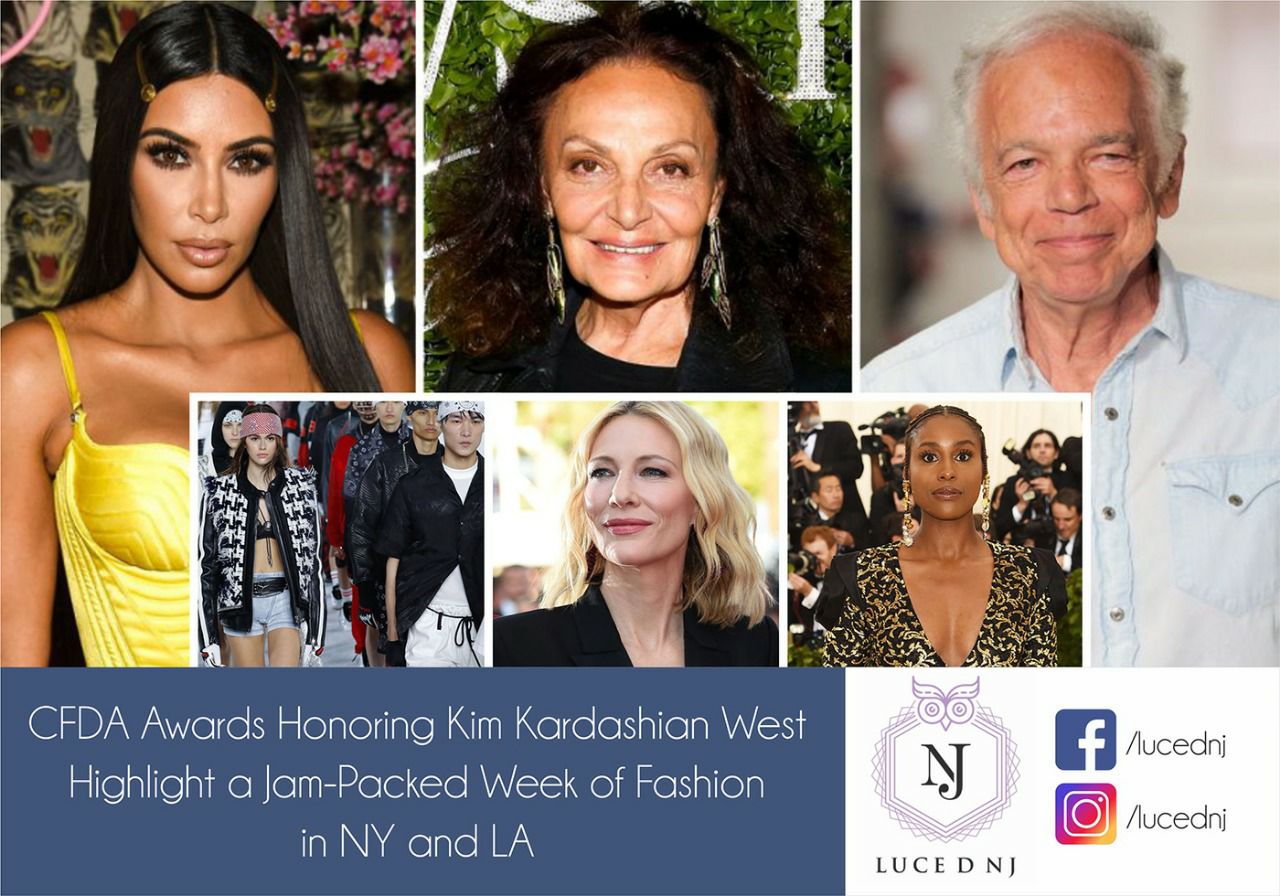 CFDA Awards Honoring Kim Kardashian West
Highlight a Jam-Packed Week of Fashion
in NY and LA
NJ
LUCE D NJ
/lucednj
/lucednj